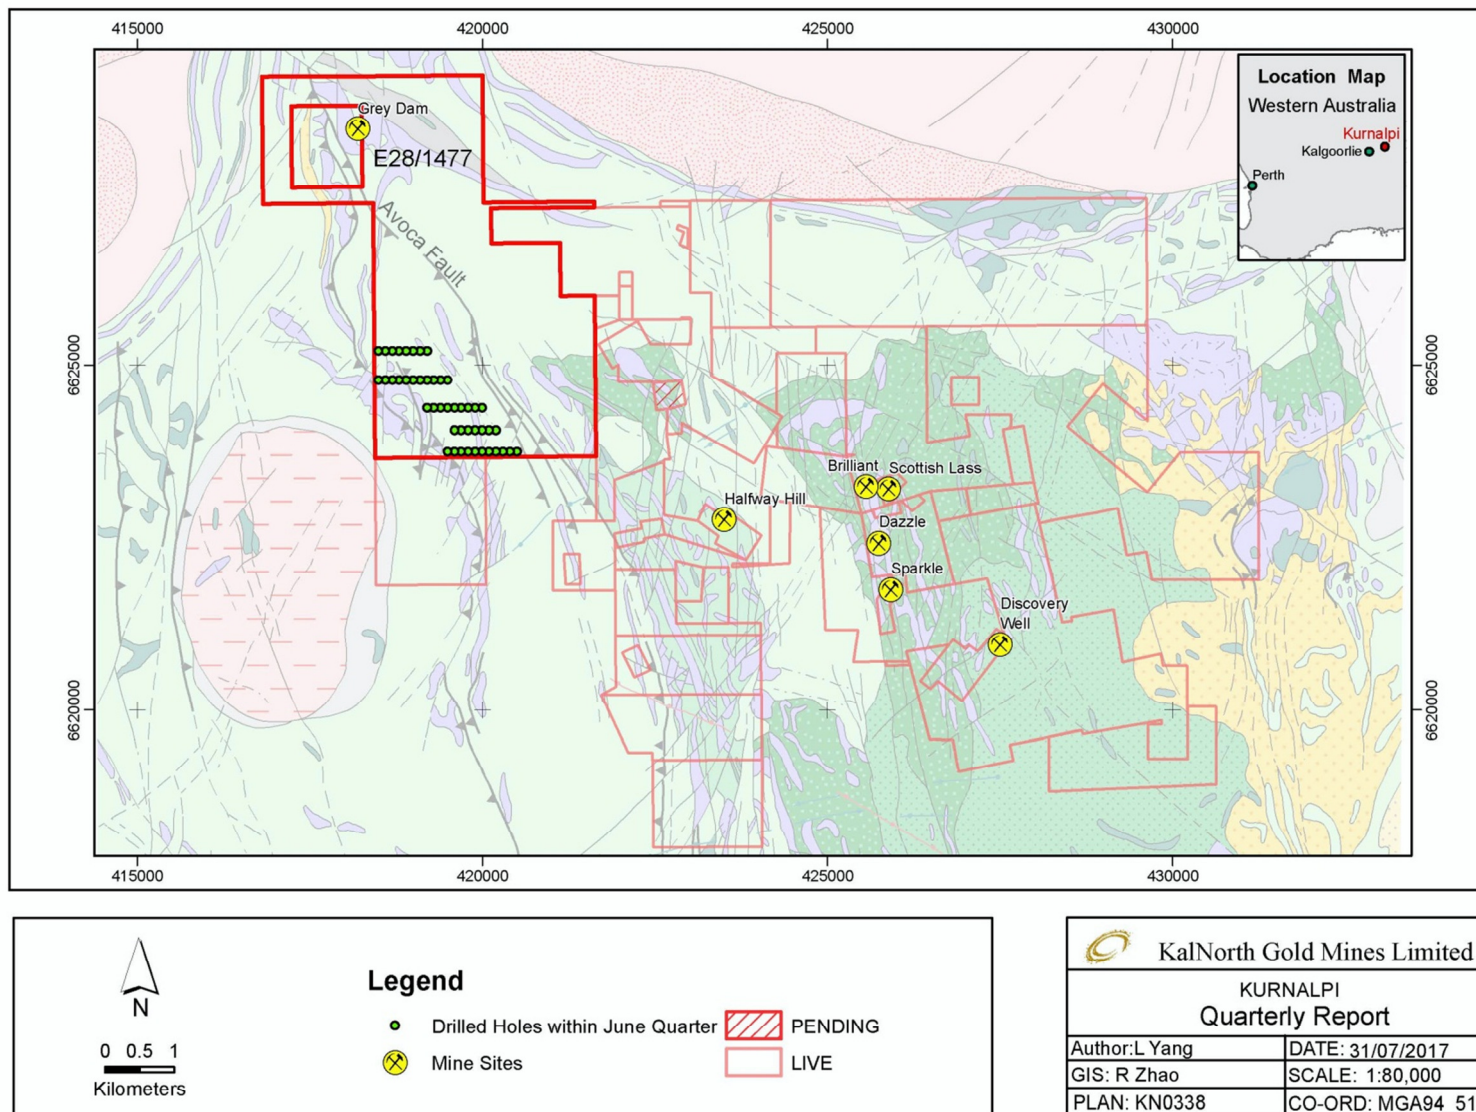 415000 420000 425000 430000
Location Map
Western Australia
Kurnalpi
Kalgoorlie
Perth
Grey Dam
E28/1477
Avoca Fault
6625000 6625000
Brilliant Scottish Lass
Halfway Hill
Dazzle
Sparkle
Discovery
Well
6620000 6620000
415000 420000 425000 430000
N
0 0.5 1
Kilometers
Legend
Drilled Holes within June Quarter
Mine Sites
PENDING
LIVE
KalNorth Gold Mines Limited
KURNALPI
Quarterly Report
Author:L Yang DATE: 31/07/2017
GIS: R Zhao SCALE: 1:80,000
PLAN: KN0338 CO-ORD: MGA94_51